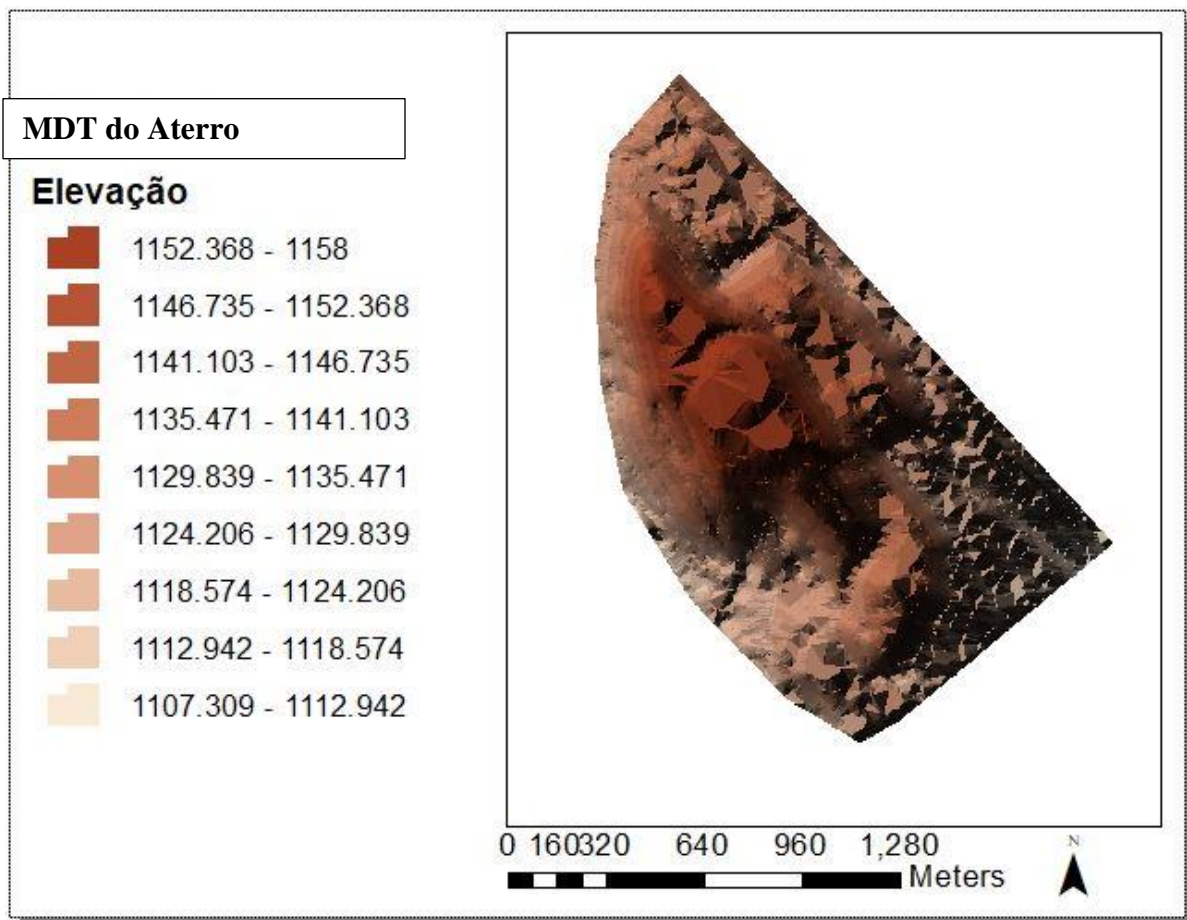 MDT do Aterro
Elevação
1152.368 - 1158
1146.735 - 1152.368
1141.103 - 1146.735
1135.471 - 1141.103
1129.839 - 1135.471
1124.206 - 1129.839
1118.574 - 1124.206
1112.942 - 1118.574
1107.309 - 1112.942
0 160320 640 960 1,280
Meters
N